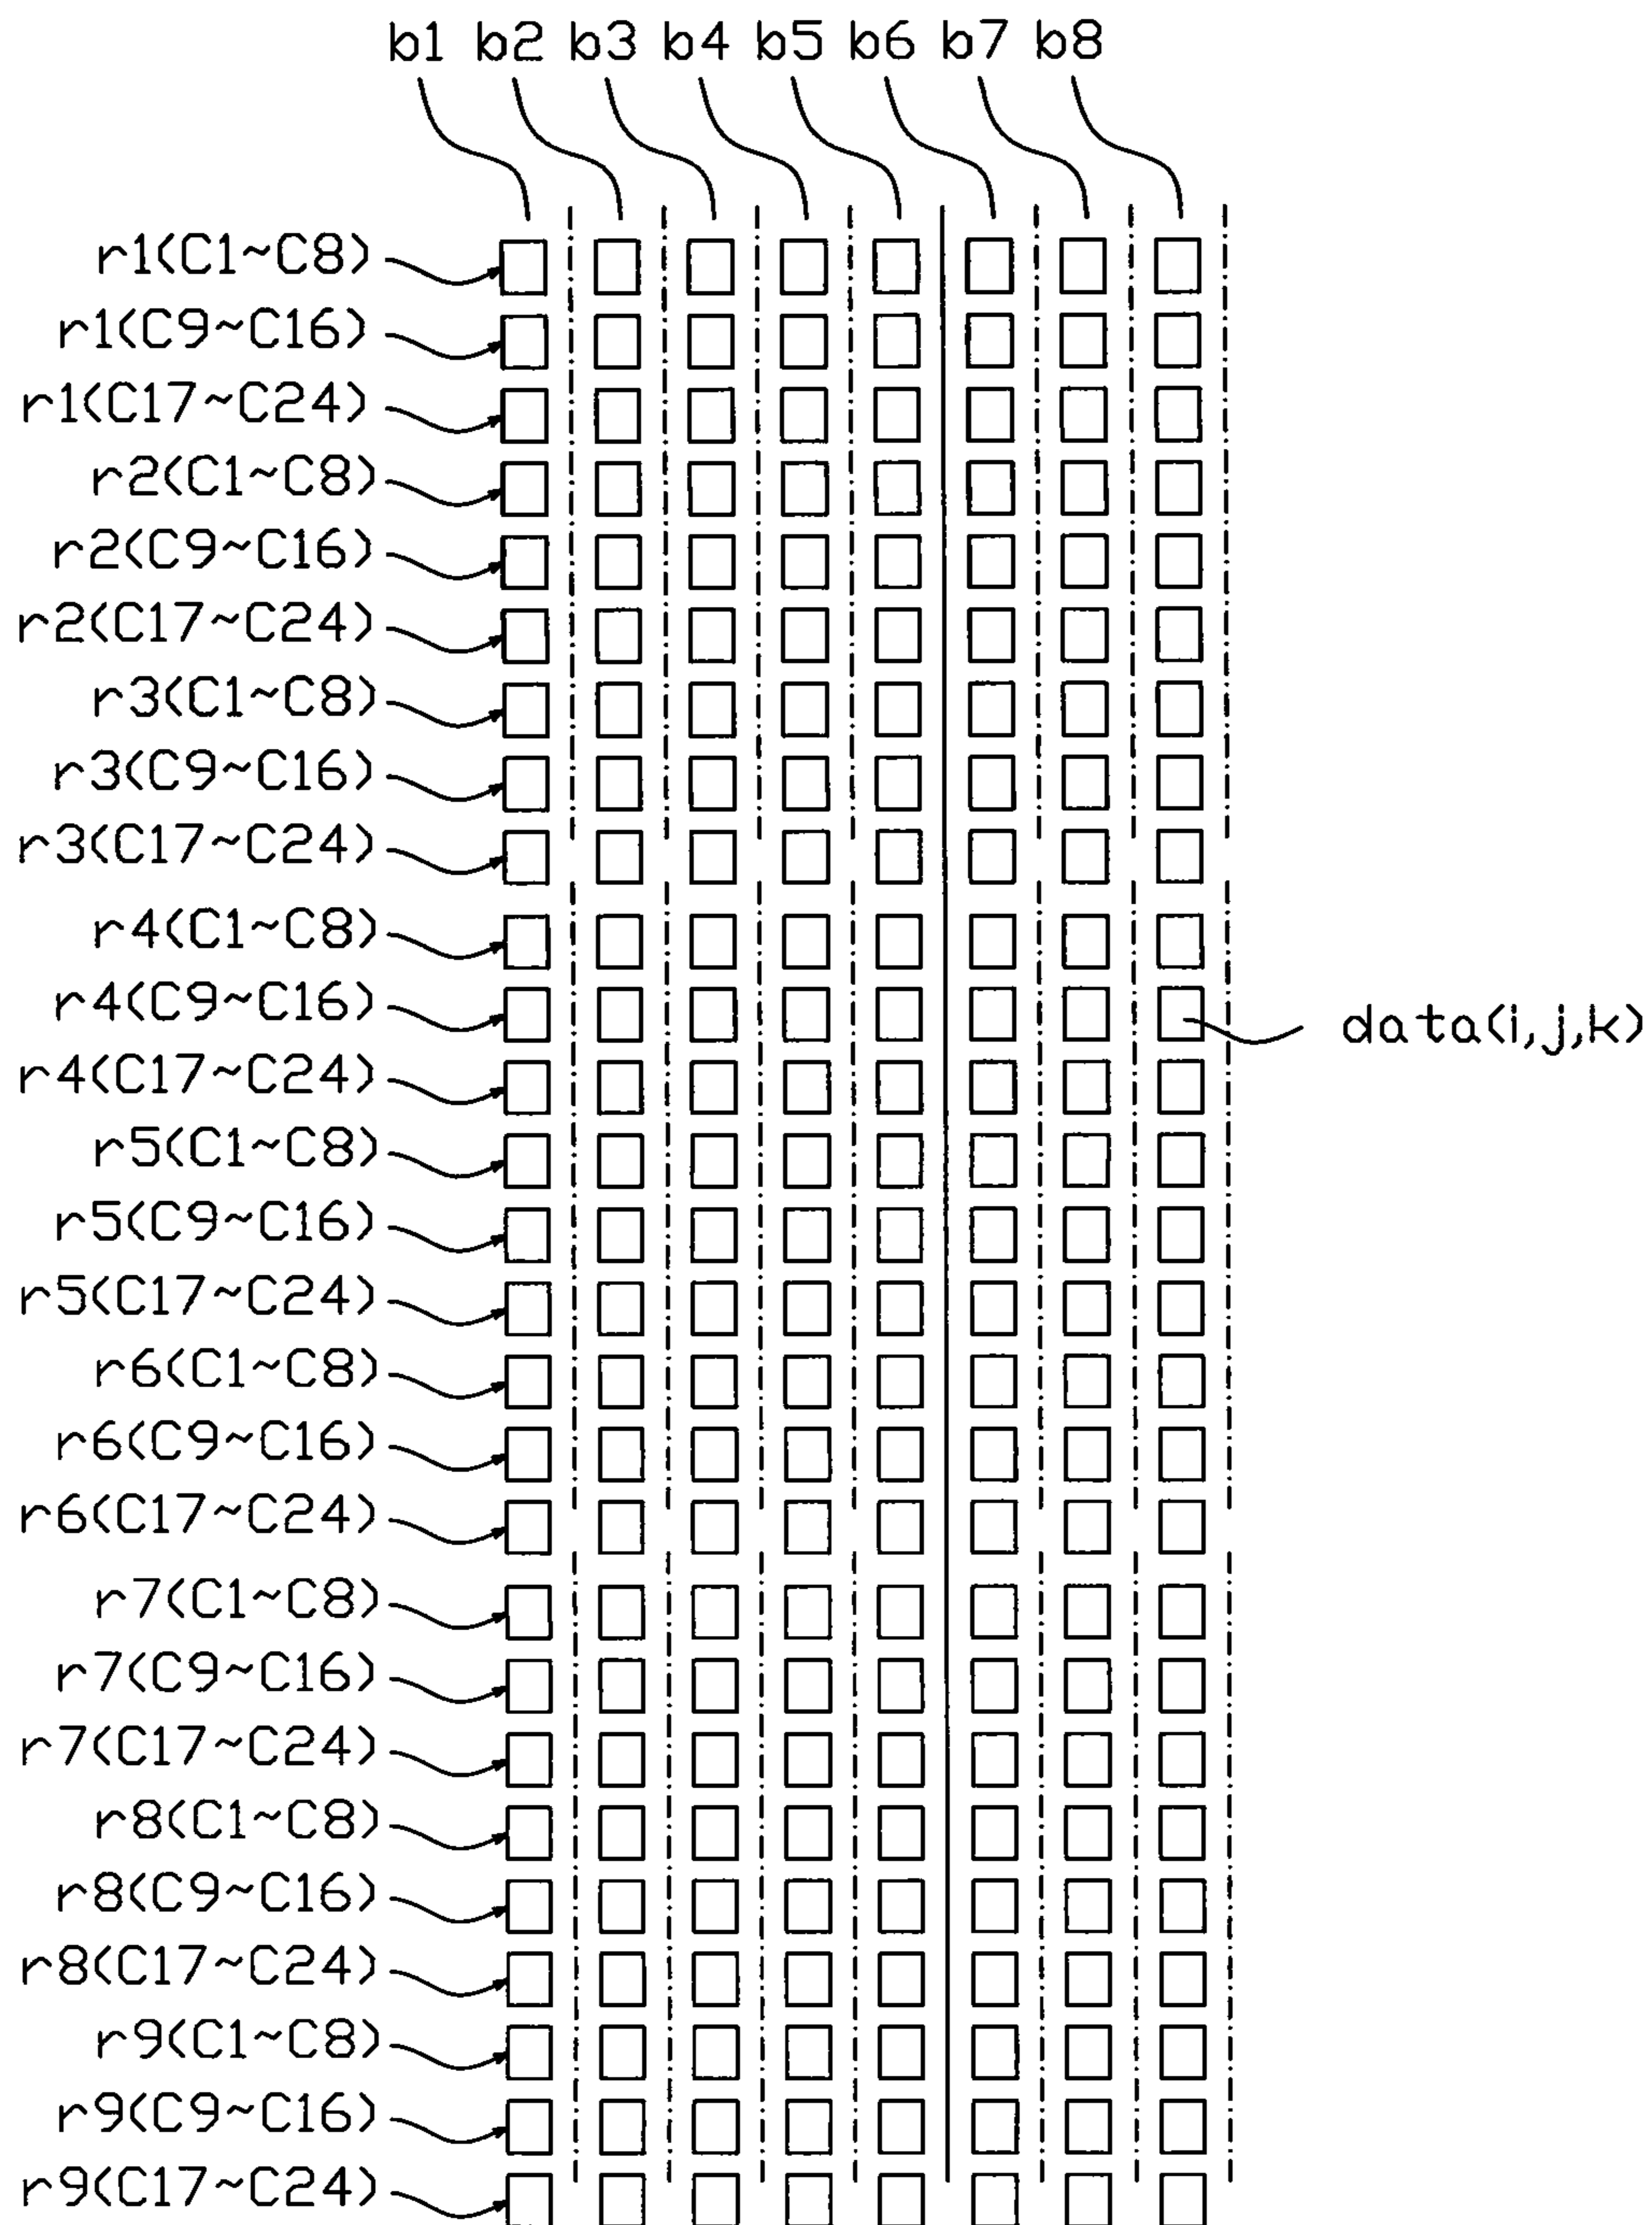 b1 b2 b3 b4 b5 b6 b7 b8
r1(C1~C8)
r1(C9~C16)
r1(C17~C24)
r2(C1~C8)
r2(C9~C16)
r2(C17~C24)
r3(C1~C8)
r3(C9~C16)
r3(C17~C24)
r4(C1~C8)
r4(C9~C16)
data(i,j,k)
r4(C17~C24)
r5(C1~C8)
r5(C9~C16)
r5(C17~C24)
r6(C1~C8)
r6(C9~C16)
r6(C17~C24)
r7(C1~C8)
r7(C9~C16)
r7(C17~C24)
r8(C1~C8)
r8(C9~C16)
r8(C17~C24)
r9(C1~C8)
r9(C9~C16)
r9(C17~C24)